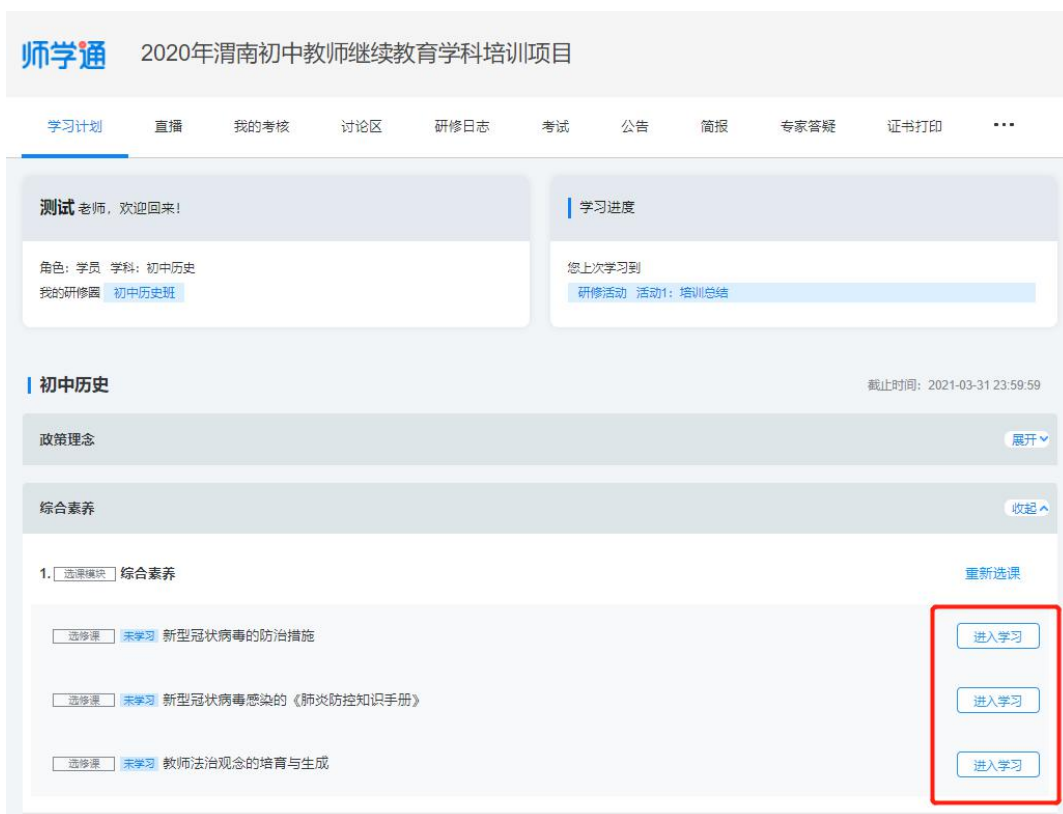 师学通 2020年渭南初中教师继续教育学科培训项目
学习计划 直播 我的考核 讨论区 研修日志 考试 公告 简报 专家答疑 证书打印 ···
测试 老师，欢迎回来！ 学习进度
角色：学员 学科：初中历史 您上次学习到
我的研修圈 初中历史班 研修活动 活动1：培训总结
初中历史 截止时间：2021-03-31 23:59:59
政策理念 展开
综合素养 收起
1. 选课模块 综合素养 重新选课
选修课 未学习 新型冠状病毒的防治措施 进入学习
选修课 未学习 新型冠状病毒感染的《肺炎防控知识手册》 进入学习
选修课 未学习 教师法治观念的培育与生成 进入学习